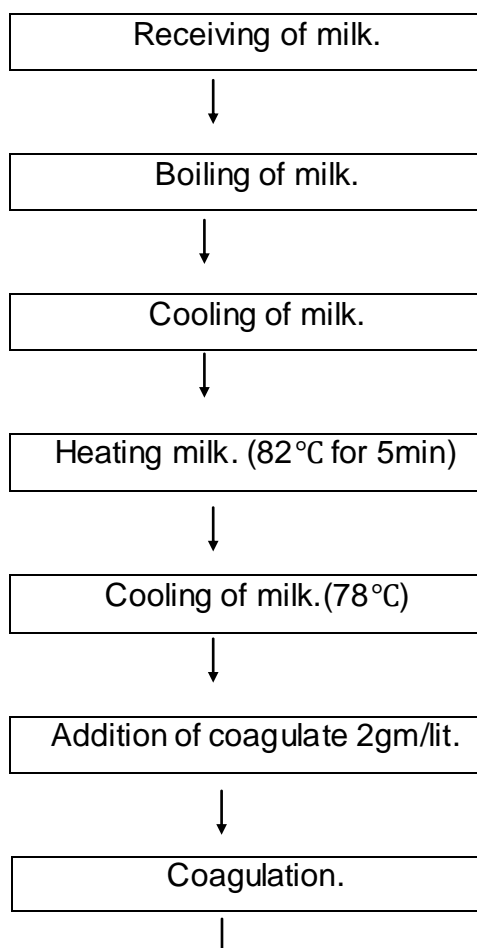 Receiving of milk.
Boiling of milk.
Cooling of milk.
Heating milk. (82℃ for 5min)
Cooling of milk.(78℃)
Addition of coagulate 2gm/lit.
Coagulation.